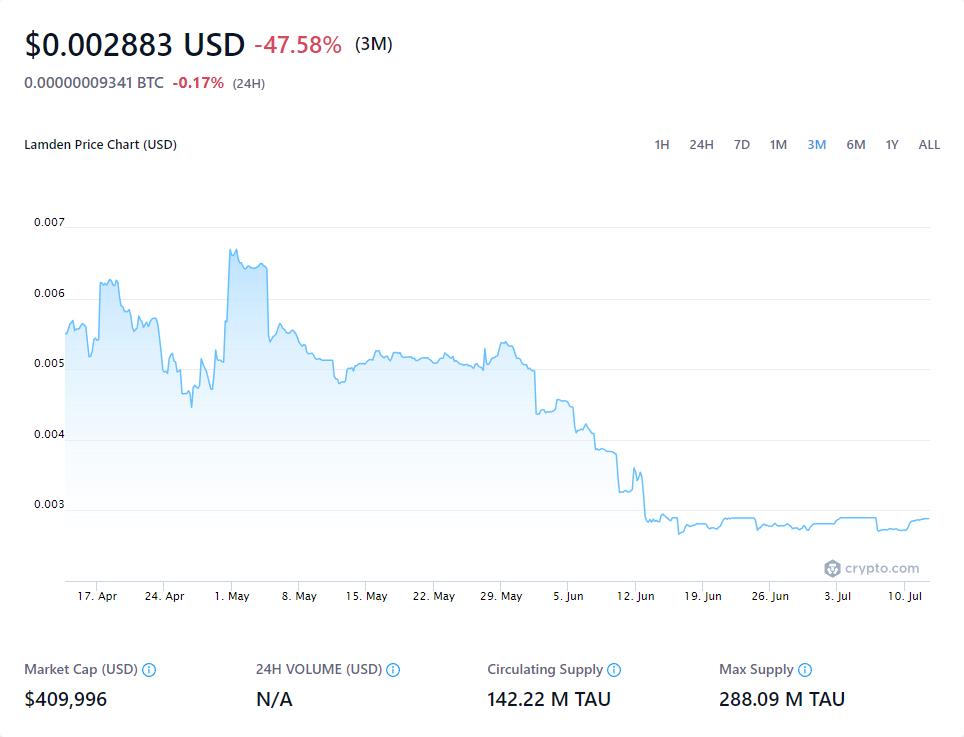 $0.002883 USD -47.58% (3M)
0.00000009341 BTC -0.17% (24H)
Lamden Price Chart (USD) 1H 24H 7D 1M 3M 6M 1Y ALL
0.007
0.006
0.005
0.004
0.003
crypto.com
17. Apr 24. Apr 1. May 8. May 15. May 22. May 29. May 5. Jun 12. Jun 19. Jun 26. Jun 3. Jul 10. Jul
Market Cap (USD) 24H VOLUME (USD) Circulating Supply Max Supply
$409,996 N/A 142.22 M TAU 288.09 M TAU